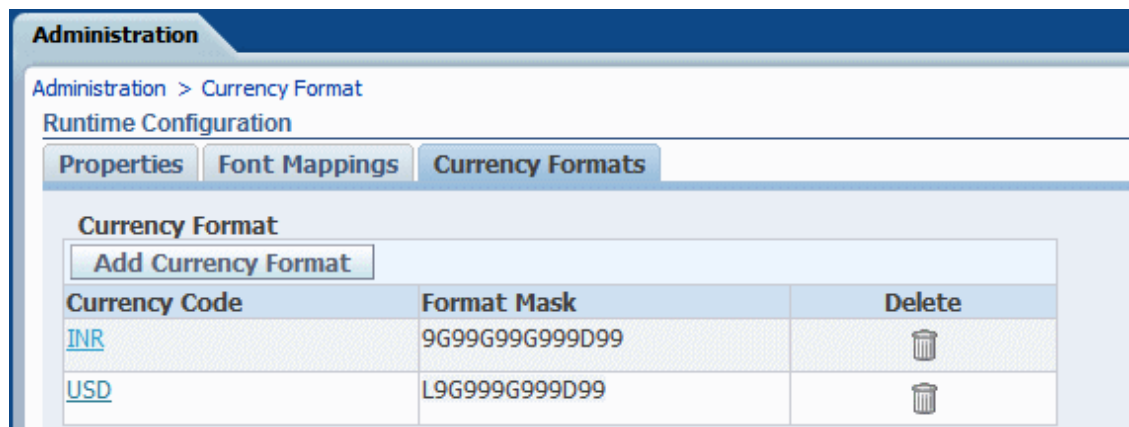 Administration
Administration > Currency Format
Runtime Configuration
Properties Font Mappings Currency Formats
Currency Format
Add Currency Format
Currency Code Format Mask Delete
INR 9G99G99G999D99
USD L9G999G999D99